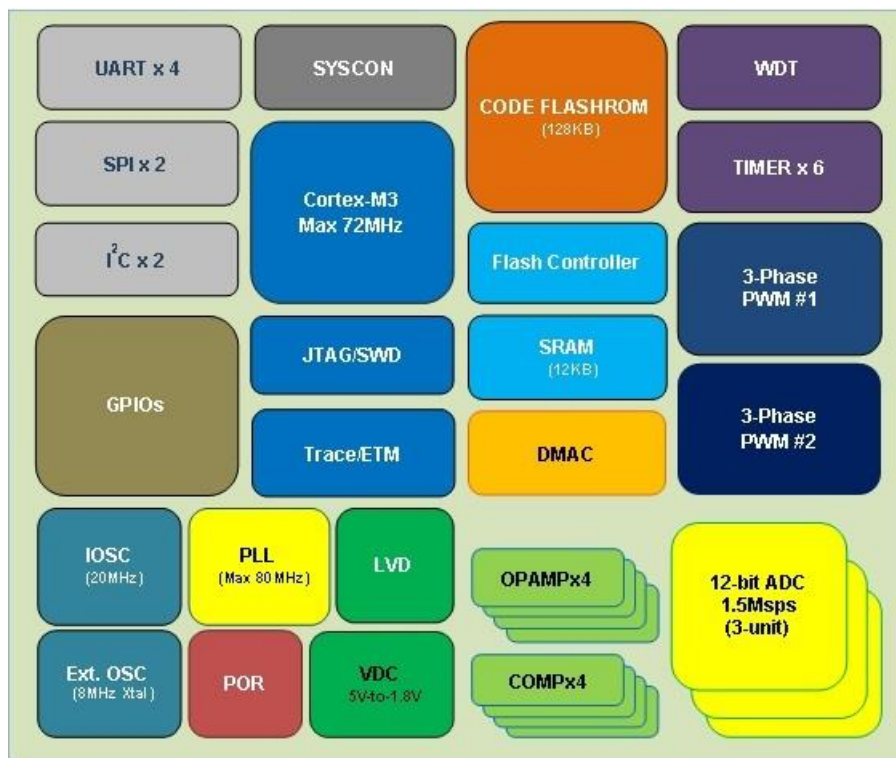 UART x 4
SYSCON
CODE FLASHROM
(128KB)
WDT
SPI x 2
Cortex-M3
Max 72MHz
TIMER x 6
I²C x 2
Flash Controller
3-Phase
PWM #1
GPIOs
JTAG/SWD
SRAM
(12KB)
3-Phase
PWM #2
Trace/ETM
DMAC
IOSC
(20MHz)
PLL
(Max 80MHz)
LVD
OPAMPx4
12-bit ADC
1.5Msps
(3-unit)
Ext. OSC
(8MHz Xtal)
POR
VDC
5V-to-1.8V
COMPx4